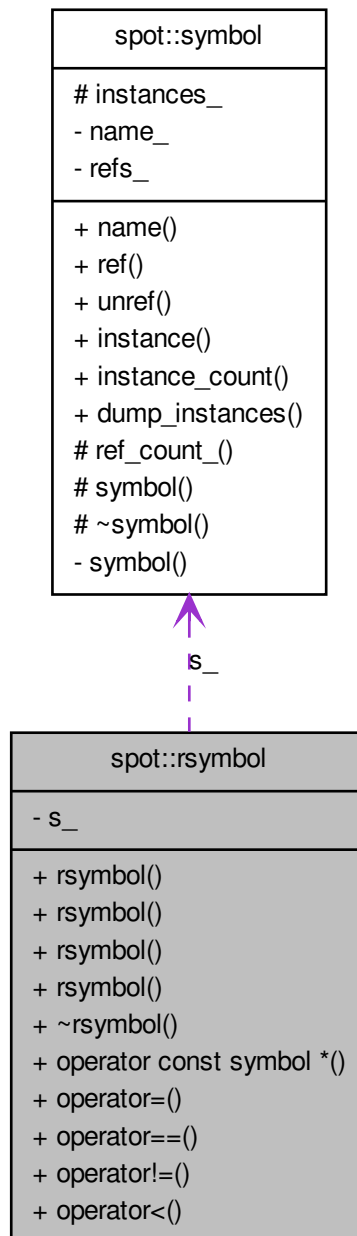 spot::symbol
# instances_
- name_
- refs_
+ name()
+ ref()
+ unref()
+ instance()
+ instance_count()
+ dump_instances()
# ref_count_()
# symbol()
# ~symbol()
- symbol()
s_
spot::rsymbol
- s_
+ rsymbol()
+ rsymbol()
+ rsymbol()
+ rsymbol()
+ ~rsymbol()
+ operator const symbol *()
+ operator=()
+ operator==()
+ operator!=()
+ operator<()